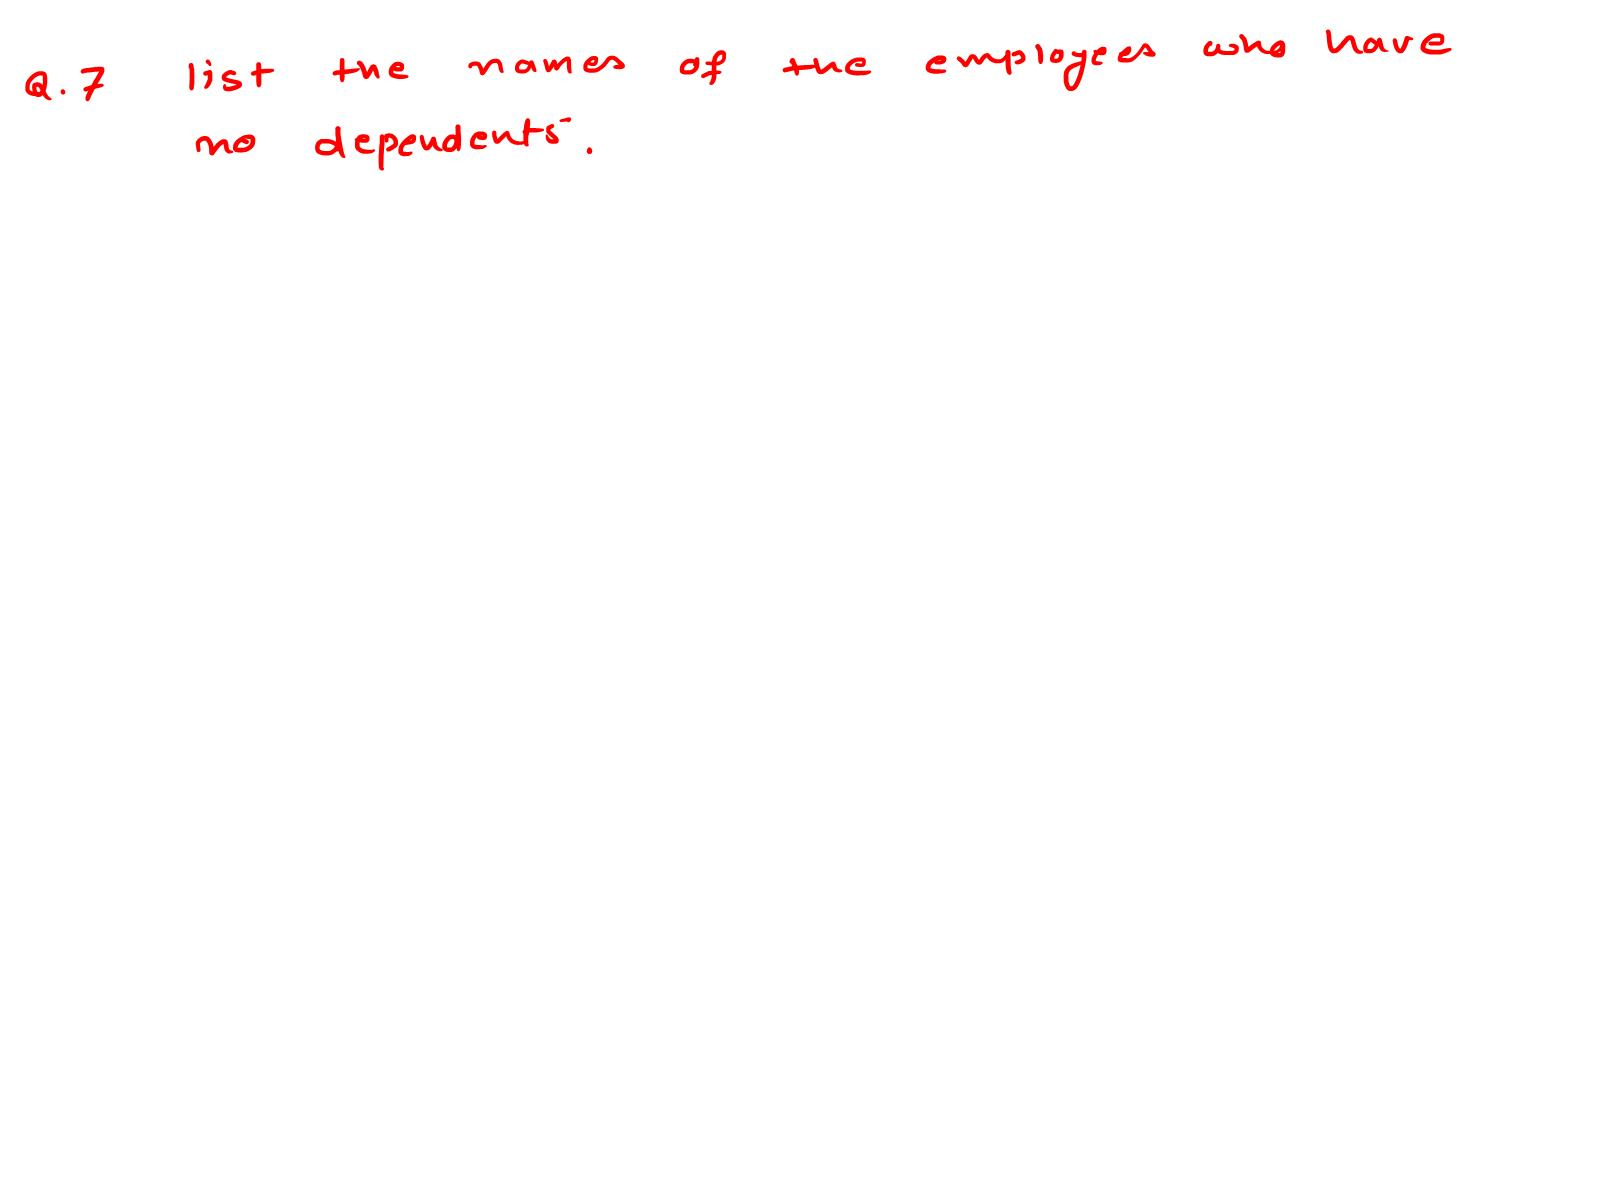 Q.7 list the names of the employees who have
no dependents.